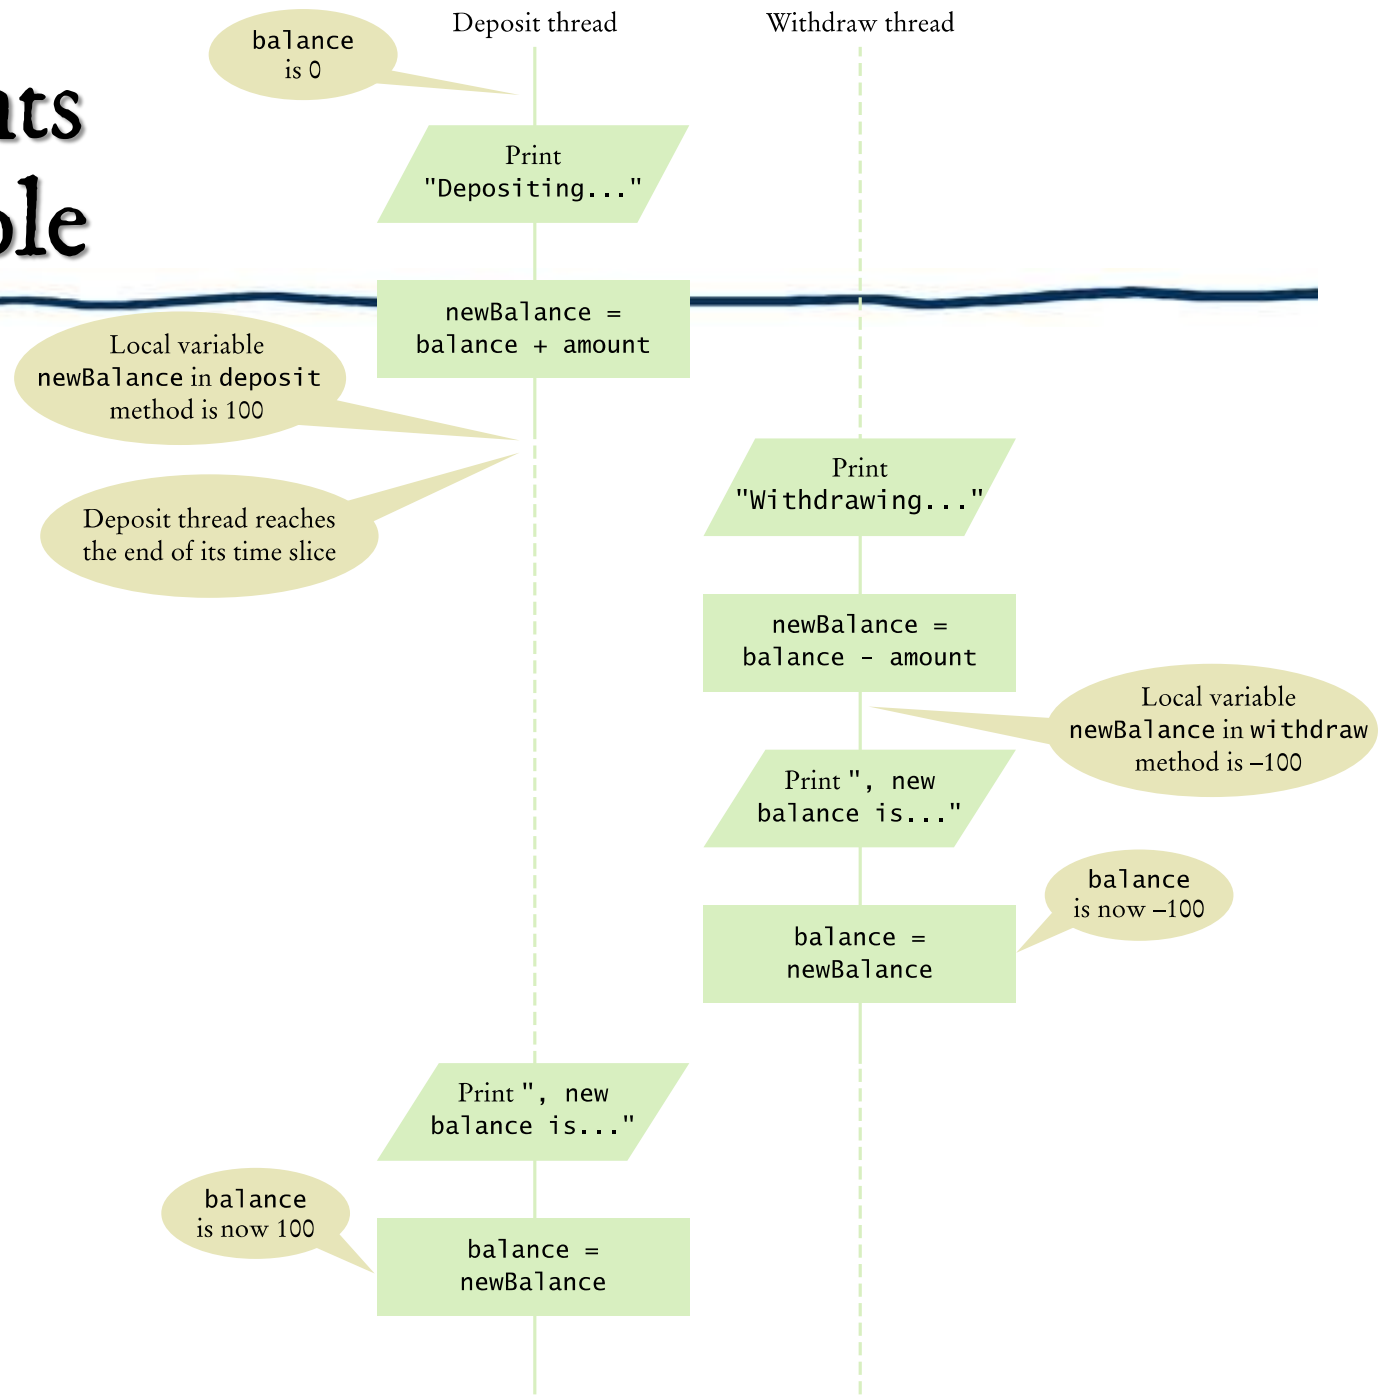 Deposit thread
Withdraw thread
balance
is 0
Print
"Depositing..."
newBalance =
balance + amount
Local variable
newBalance in deposit
method is 100
Deposit thread reaches
the end of its time slice
Print
"Withdrawing..."
newBalance =
balance – amount
Local variable
newBalance in withdraw
method is –100
Print ", new
balance is..."
balance
is now –100
balance =
newBalance
Print ", new
balance is..."
balance
is now 100
balance =
newBalance